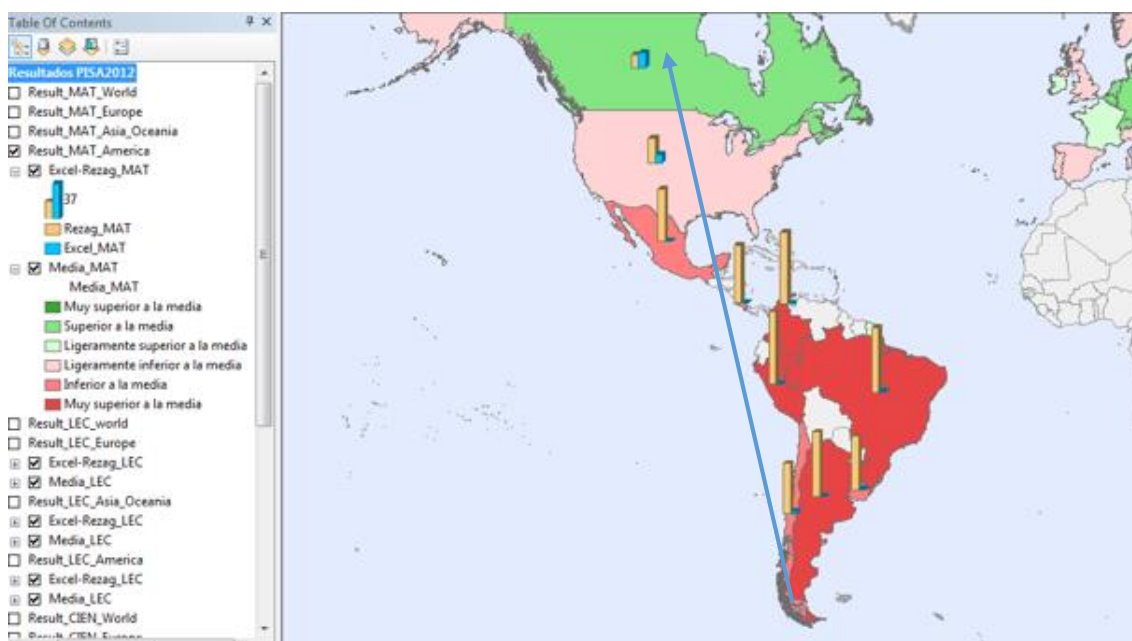 Table Of Contents
Resultados PISA2012
Result_MAT_World
Result_MAT_Europe
Result_MAT_Asia_Oceania
Result_MAT_America
Excel-Rezag_MAT
37
Rezag_MAT
Excel_MAT
Media_MAT
Media_MAT
Muy superior a la media
Superior a la media
Ligeramente superior a la media
Ligeramente inferior a la media
Inferior a la media
Muy superior a la media
Result_LEC_world
Result_LEC_Europe
Excel-Rezag_LEC
Media_LEC
Result_LEC_Asia_Oceania
Excel-Rezag_LEC
Media_LEC
Result_LEC_America
Excel-Rezag_LEC
Media_LEC
Result_CIEN_World
Result_CIEN_Europe